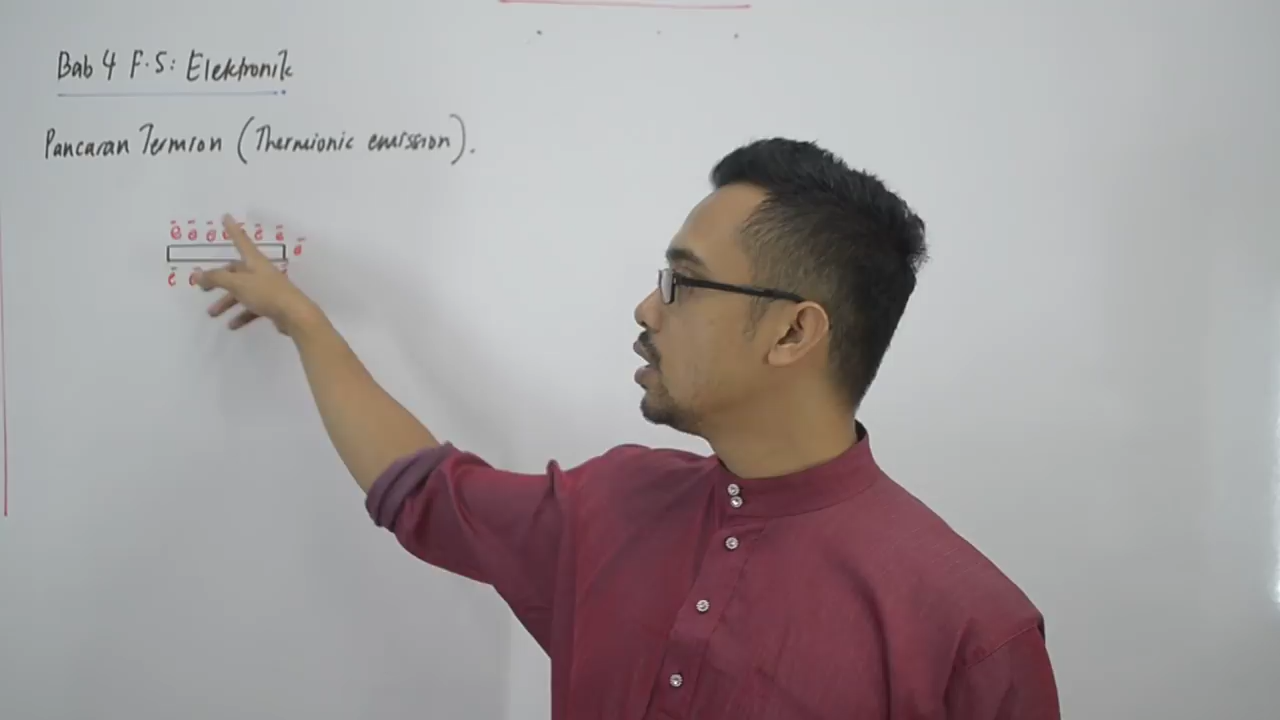 Bab 4 F.5: Elektronik
Pancaran Termion (Thermionic emission).
e⁻ e⁻ e⁻ e⁻ e⁻ e⁻ e⁻
e⁻
e⁻ e⁻